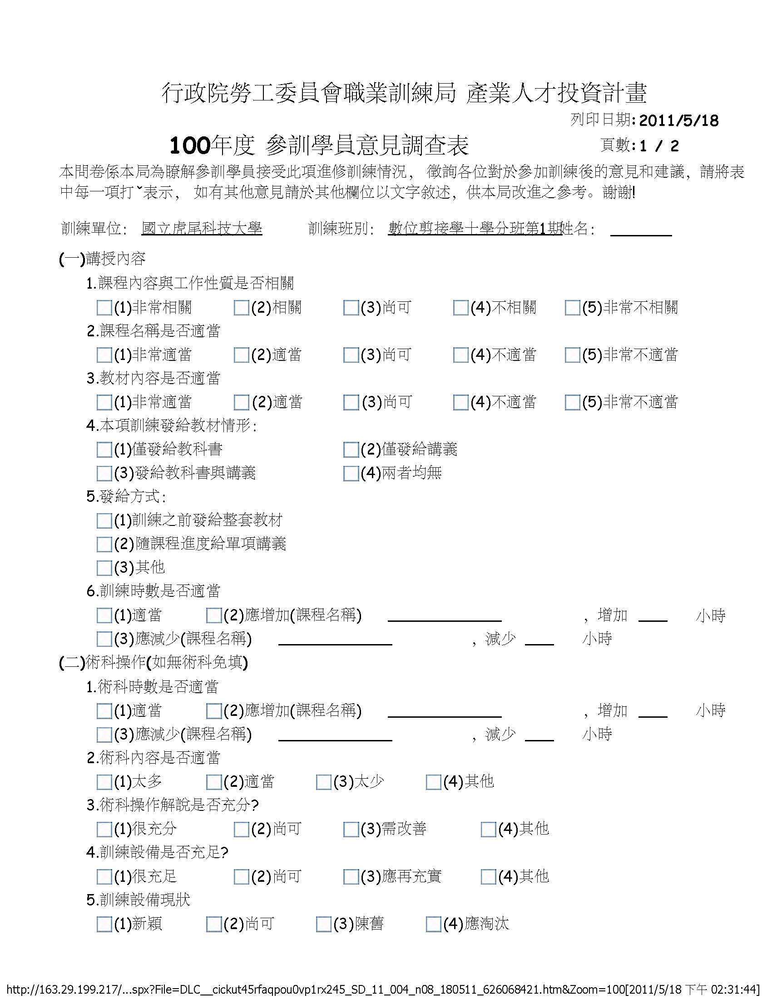 行政院勞工委員會職業訓練局 產業人才投資計畫
列印日期:2011/5/18
100年度 參訓學員意見調查表 頁數:1 / 2
本問卷係本局為瞭解參訓學員接受此項進修訓練情況， 徵詢各位對於參加訓練後的意見和建議，請將表
中每一項打ˇ表示， 如有其他意見請於其他欄位以文字敘述，供本局改進之參考。謝謝!
訓練單位： 國立虎尾科技大學 訓練班別： 數位剪接學士學分班第1期姓名：
(一)講授內容
1.課程內容與工作性質是否相關
(1)非常相關 (2)相關 (3)尚可 (4)不相關 (5)非常不相關
2.課程名稱是否適當
(1)非常適當 (2)適當 (3)尚可 (4)不適當 (5)非常不適當
3.教材內容是否適當
(1)非常適當 (2)適當 (3)尚可 (4)不適當 (5)非常不適當
4.本項訓練發給教材情形：
(1)僅發給教科書 (2)僅發給講義
(3)發給教科書與講義 (4)兩者均無
5.發給方式：
(1)訓練之前發給整套教材
(2)隨課程進度給單項講義
(3)其他
6.訓練時數是否適當
(1)適當 (2)應增加(課程名稱) ，增加 小時
(3)應減少(課程名稱) ，減少 小時
(二)術科操作(如無術科免填)
1.術科時數是否適當
(1)適當 (2)應增加(課程名稱) ，增加 小時
(3)應減少(課程名稱) ，減少 小時
2.術科內容是否適當
(1)太多 (2)適當 (3)太少 (4)其他
3.術科操作解說是否充分?
(1)很充分 (2)尚可 (3)需改善 (4)其他
4.訓練設備是否充足?
(1)很充足 (2)尚可 (3)應再充實 (4)其他
5.訓練設備現狀
(1)新穎 (2)尚可 (3)陳舊 (4)應淘汰
http://163.29.199.217/...spx?File=DLC__cickut45rfaqpou0vp1rx245_SD_11_004_n08_180511_626068421.htm&Zoom=100[2011/5/18 下午 02:31:44]